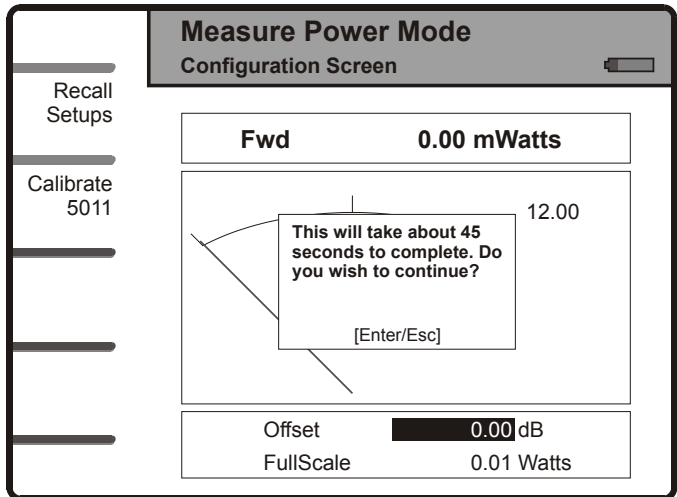 Measure Power Mode
Configuration Screen
Recall
Setups
Calibrate
5011
Fwd 0.00 mWatts
12.00
This will take about 45
seconds to complete. Do
you wish to continue?
[Enter/Esc]
Offset 0.00 dB
FullScale 0.01 Watts